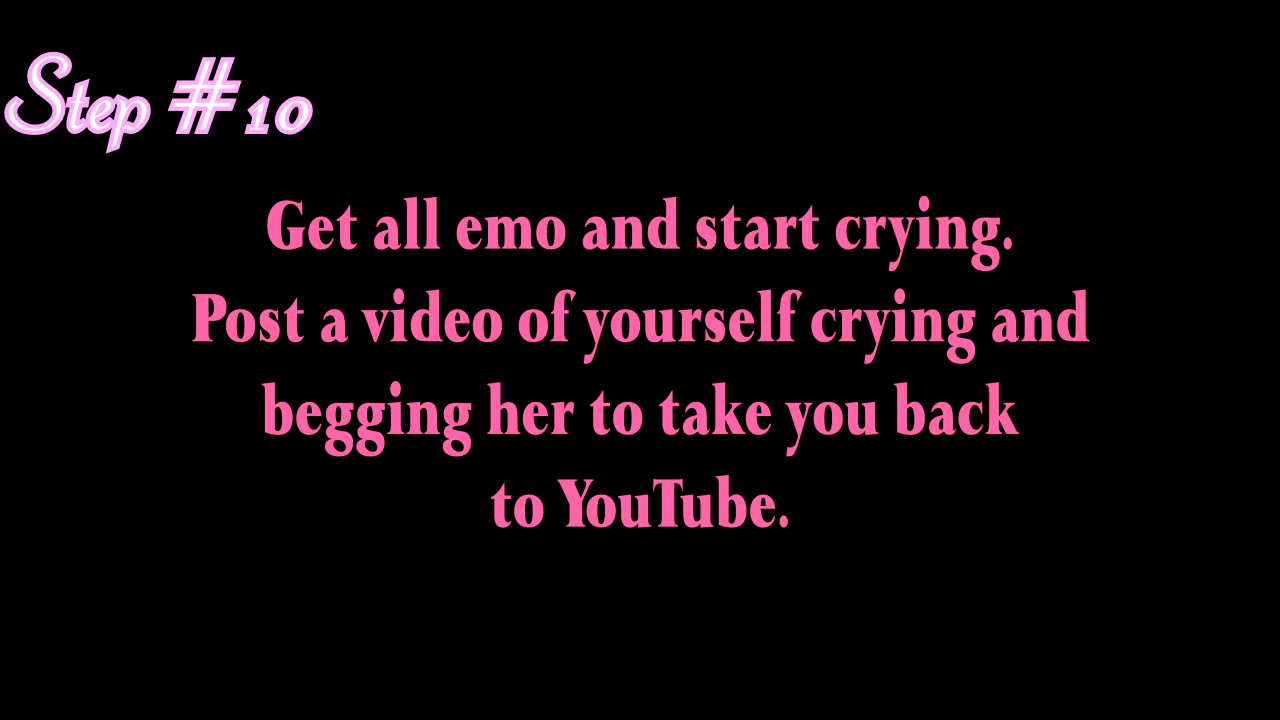 Step #10
Get all emo and start crying.
Post a video of yourself crying and
begging her to take you back
to YouTube.